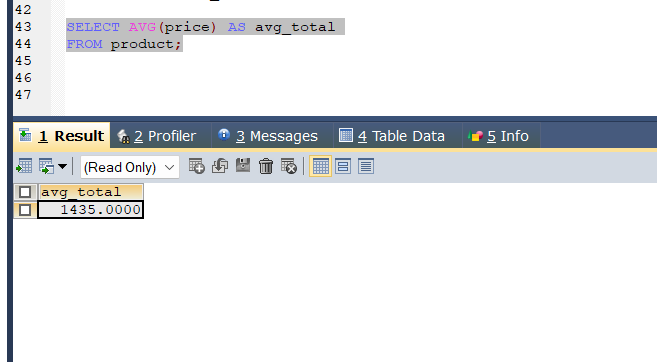 42
43 SELECT AVG(price) AS avg_total
44 FROM product;
45
46
47
1 Result 2 Profiler 3 Messages 4 Table Data 5 Info
(Read Only)
avg_total
1435.0000